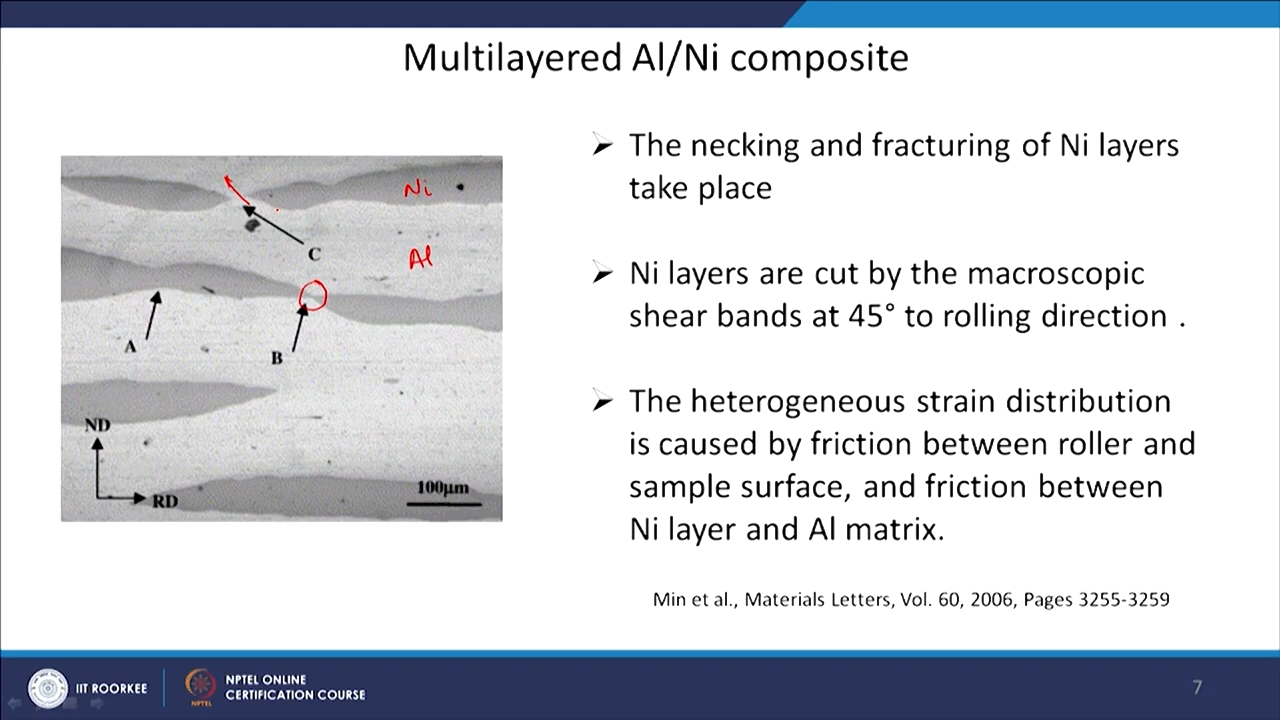 Multilayered Al/Ni composite
Ni
C
Al
A
B
ND
RD
100µm
➢ The necking and fracturing of Ni layers
take place
➢ Ni layers are cut by the macroscopic
shear bands at 45° to rolling direction .
➢ The heterogeneous strain distribution
is caused by friction between roller and
sample surface, and friction between
Ni layer and Al matrix.
Min et al., Materials Letters, Vol. 60, 2006, Pages 3255-3259
IIT ROORKEE
NPTEL ONLINE
CERTIFICATION COURSE
NPTEL
7